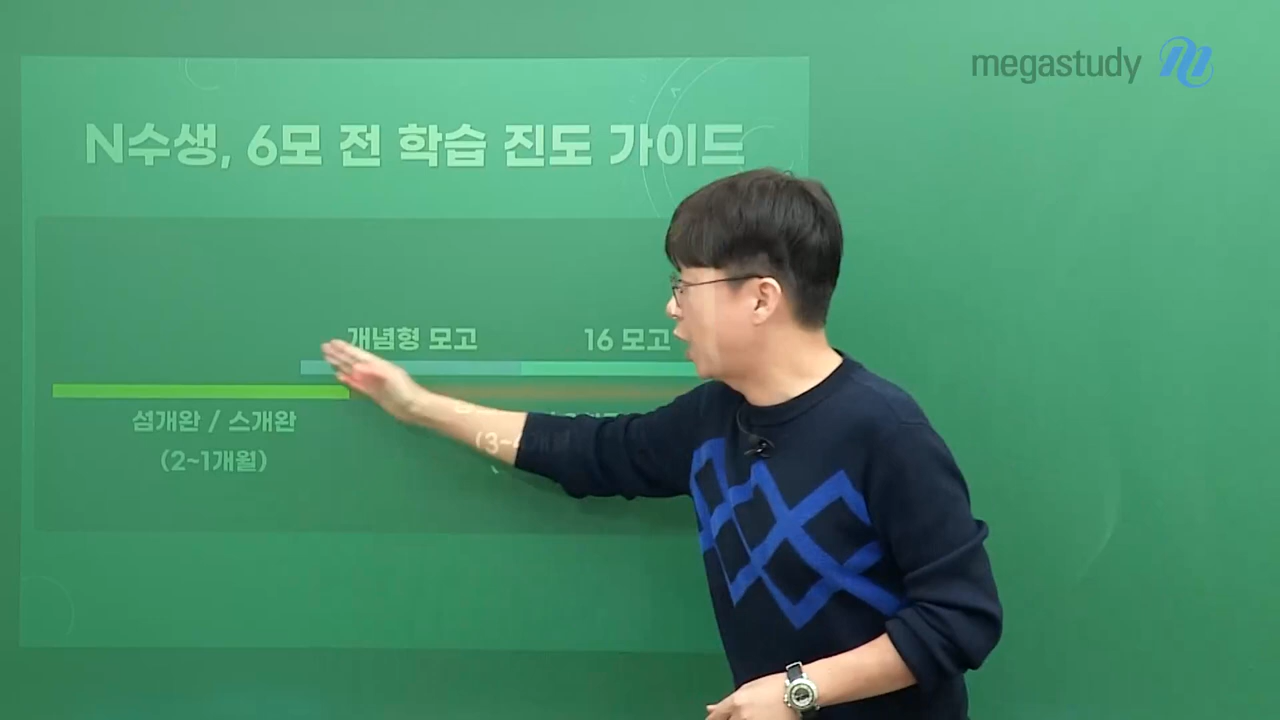 megastudy
N수생, 6모 전 학습 진도 가이드
개념형 모고
16 모고
섬개완 / 스개완
(2~1개월)